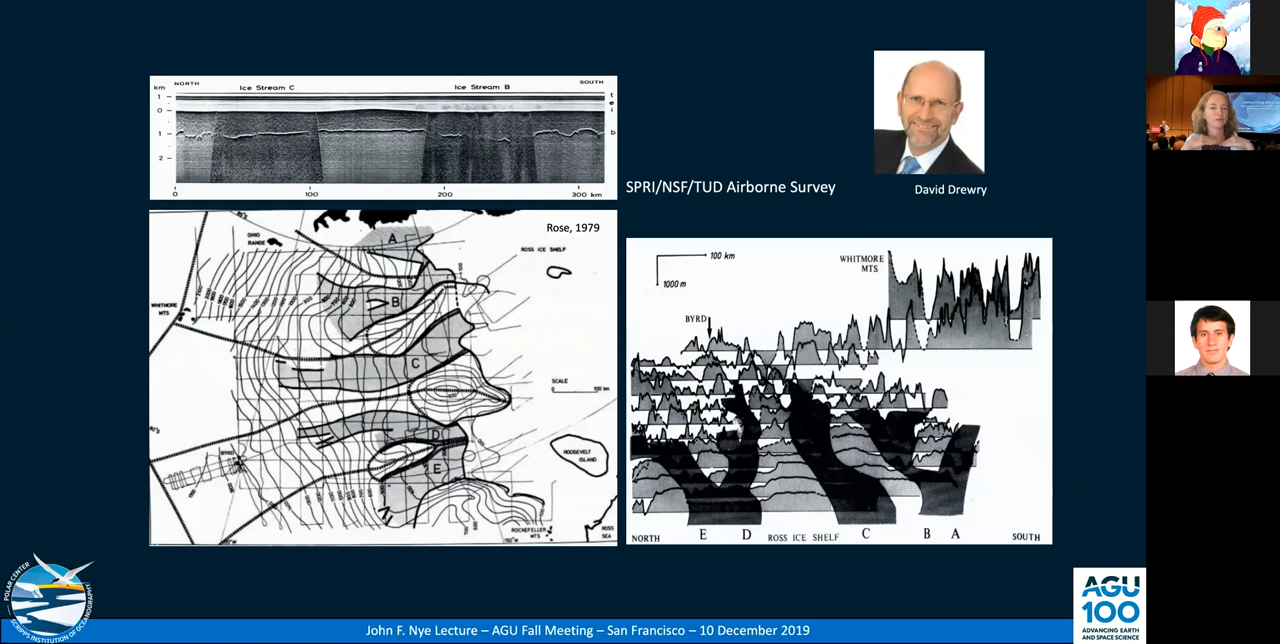 NORTH
SOUTH
km
Ice Stream C
Ice Stream B
1
0
1
2
b
0
100
200
300 km
SPRI/NSF/TUD Airborne Survey
David Drewry
Rose, 1979
OHIO
RANGE
A
ROSS ICE SHELF
WHITMORE
MTS
B
C
SCALE
0
100 km
D
BYRD
E
ROOSEVELT
ISLAND
ROCKEFELLER
MTS
ROSS
SEA
100 km
1000 m
WHITMORE
MTS
BYRD
NORTH
E
D
ROSS ICE SHELF
C
B
A
SOUTH
POLAR CENTER
SCRIPPS INSTITUTION OF OCEANOGRAPHY
AGU
100
ADVANCING EARTH
AND SPACE SCIENCE
John F. Nye Lecture – AGU Fall Meeting – San Francisco – 10 December 2019